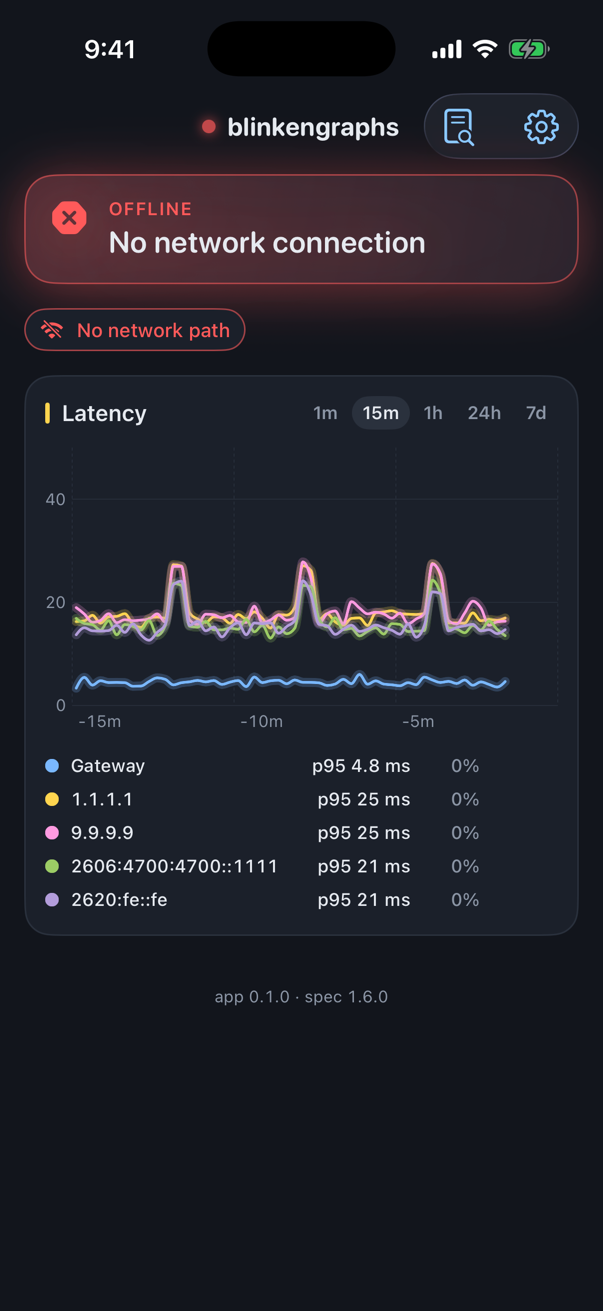 9:41
blinkengraphs
OFFLINE
No network connection
No network path
Latency 1m 15m 1h 24h 7d
40
20
0
-15m -10m -5m
Gateway p95 4.8 ms 0%
1.1.1.1 p95 25 ms 0%
9.9.9.9 p95 25 ms 0%
2606:4700:4700::1111 p95 21 ms 0%
2620:fe::fe p95 21 ms 0%
app 0.1.0 · spec 1.6.0